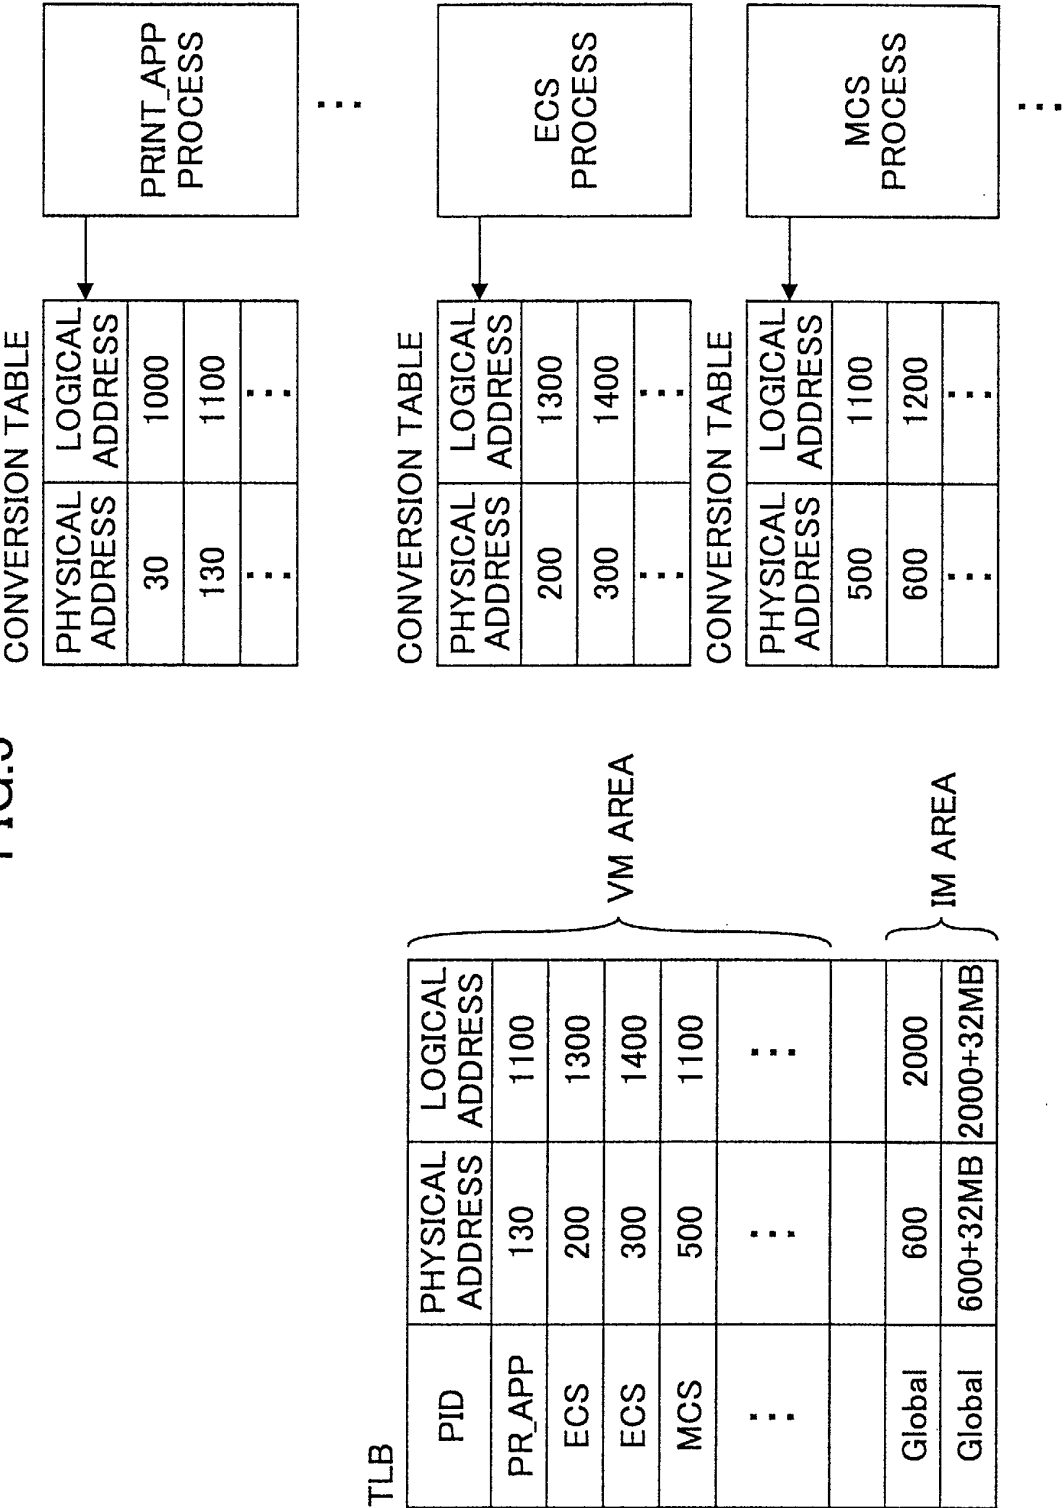 TLB
PID PHYSICAL ADDRESS LOGICAL ADDRESS
PR_APP 130 1100
ECS 200 1300
ECS 300 1400
MCS 500 1100
... ... ...
Global 600 2000
Global 600+32MB 2000+32MB
VM AREA
IM AREA
CONVERSION TABLE
PHYSICAL ADDRESS LOGICAL ADDRESS
30 1000
130 1100
... ...
PRINT_APP
PROCESS
...
CONVERSION TABLE
PHYSICAL ADDRESS LOGICAL ADDRESS
200 1300
300 1400
... ...
ECS
PROCESS
CONVERSION TABLE
PHYSICAL ADDRESS LOGICAL ADDRESS
500 1100
600 1200
... ...
MCS
PROCESS
...